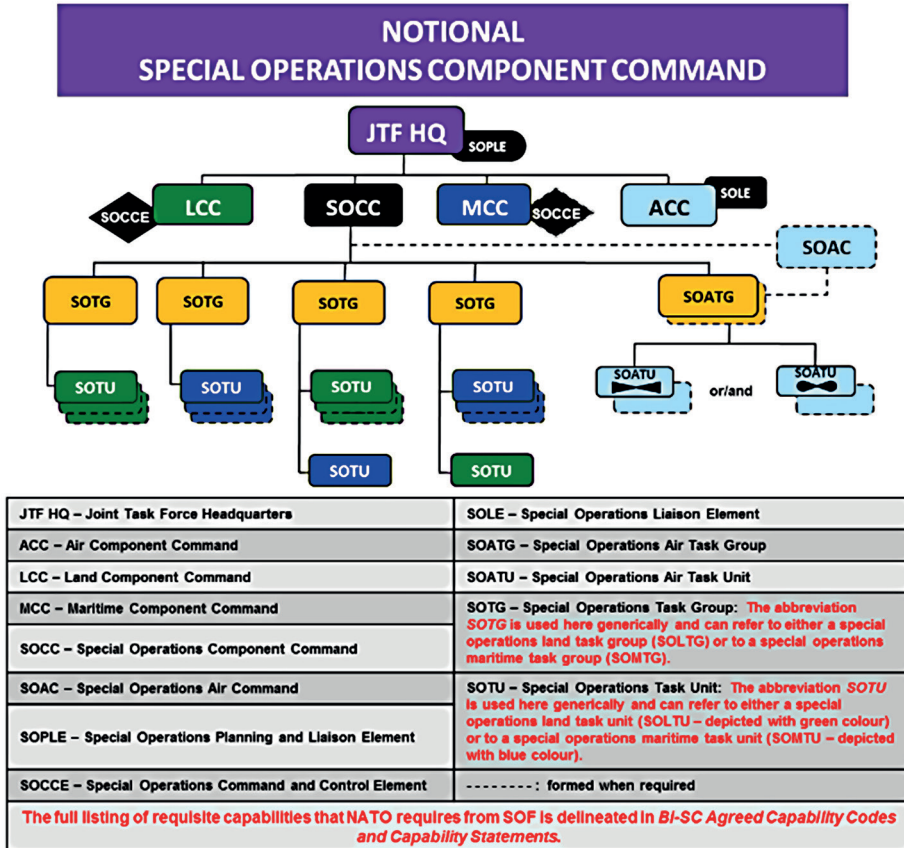 NOTIONAL
SPECIAL OPERATIONS COMPONENT COMMAND
JTF HQ
SOPLE
SOCCE
LCC
SOCC
MCC
SOCCE
ACC
SOLE
SOAC
SOTG
SOTG
SOTG
SOTG
SOATG
SOTU
SOTU
SOTU
SOTU
SOATU
or/and
SOATU
SOTU
SOTU
JTF HQ – Joint Task Force Headquarters
ACC – Air Component Command
LCC – Land Component Command
MCC – Maritime Component Command
SOCC – Special Operations Component Command
SOAC – Special Operations Air Command
SOPLE – Special Operations Planning and Liaison Element
SOCCE – Special Operations Command and Control Element
SOLE – Special Operations Liaison Element
SOATG – Special Operations Air Task Group
SOATU – Special Operations Air Task Unit
SOTG – Special Operations Task Group: The abbreviation
SOTG is used here generically and can refer to either a special
operations land task group (SOLTG) or to a special operations
maritime task group (SOMTG).
SOTU – Special Operations Task Unit: The abbreviation SOTU
is used here generically and can refer to either a special
operations land task unit (SOLTU – depicted with green colour)
or to a special operations maritime task unit (SOMTU – depicted
with blue colour).
--------: formed when required
The full listing of requisite capabilities that NATO requires from SOF is delineated in Bi-SC Agreed Capability Codes
and Capability Statements.